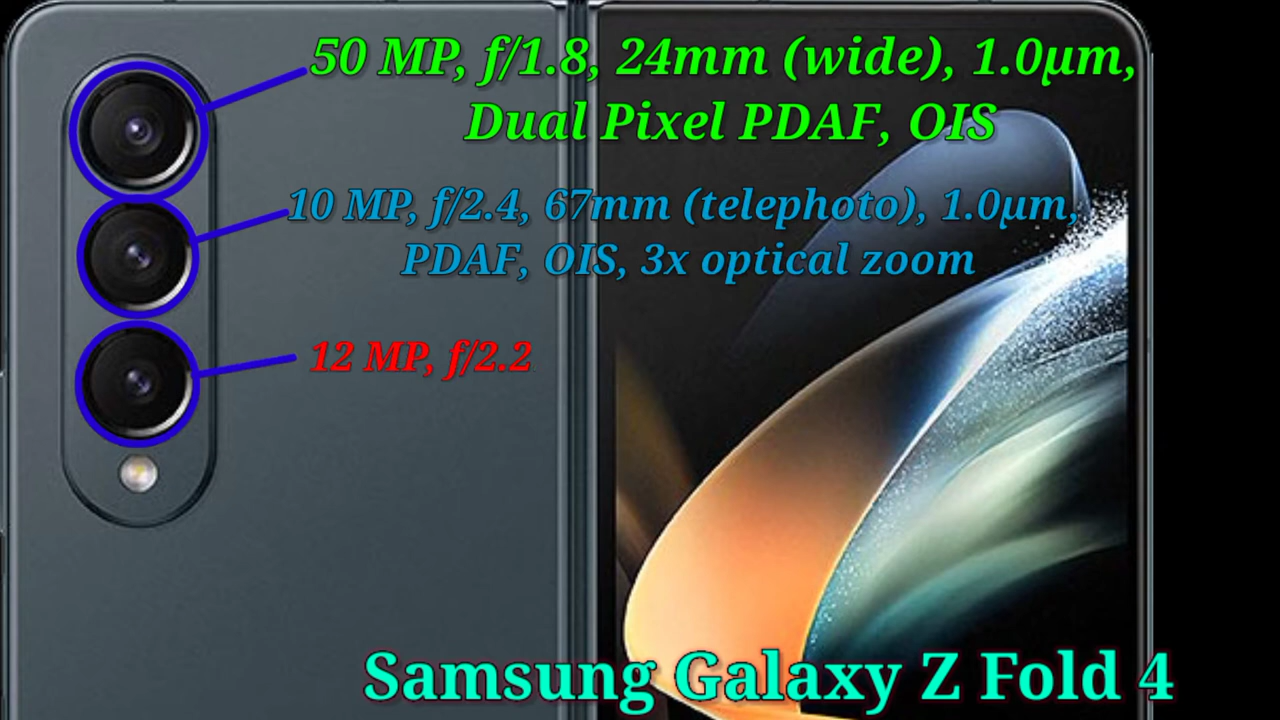 50 MP, f/1.8, 24mm (wide), 1.0µm,
Dual Pixel PDAF, OIS
10 MP, f/2.4, 67mm (telephoto), 1.0µm,
PDAF, OIS, 3x optical zoom
12 MP, f/2.2
Samsung Galaxy Z Fold 4